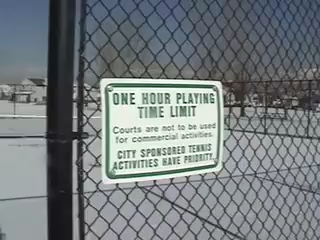 ONE HOUR PLAYING
TIME LIMIT
Courts are not to be used
for commercial activities.
CITY SPONSORED TENNIS
ACTIVITIES HAVE PRIORITY.